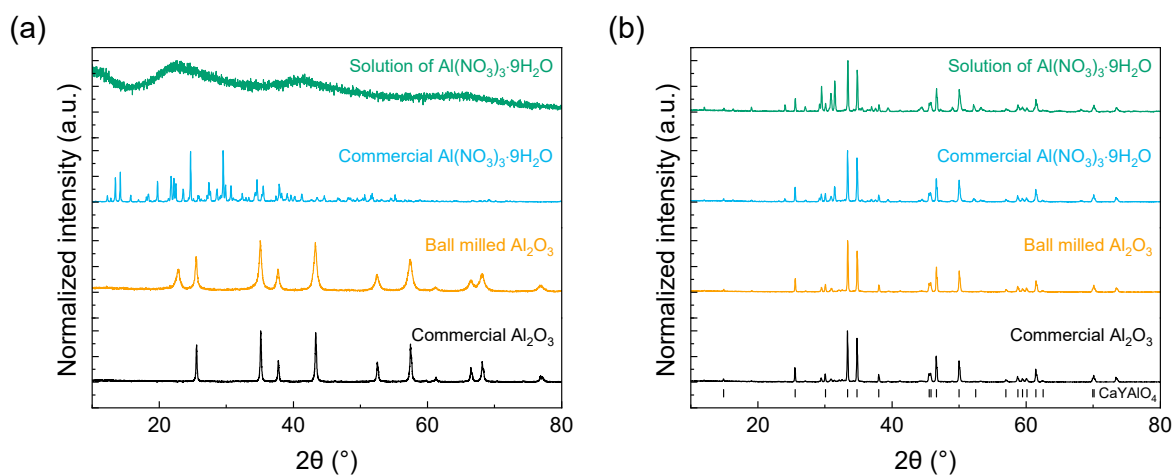 (a)
Normalized intensity (a.u.)
Solution of Al(NO₃)₃·9H₂O
Commercial Al(NO₃)₃·9H₂O
Ball milled Al₂O₃
Commercial Al₂O₃
20 40 60 80
2θ (°)
(b)
Normalized intensity (a.u.)
Solution of Al(NO₃)₃·9H₂O
Commercial Al(NO₃)₃·9H₂O
Ball milled Al₂O₃
Commercial Al₂O₃
CaYAlO₄
20 40 60 80
2θ (°)